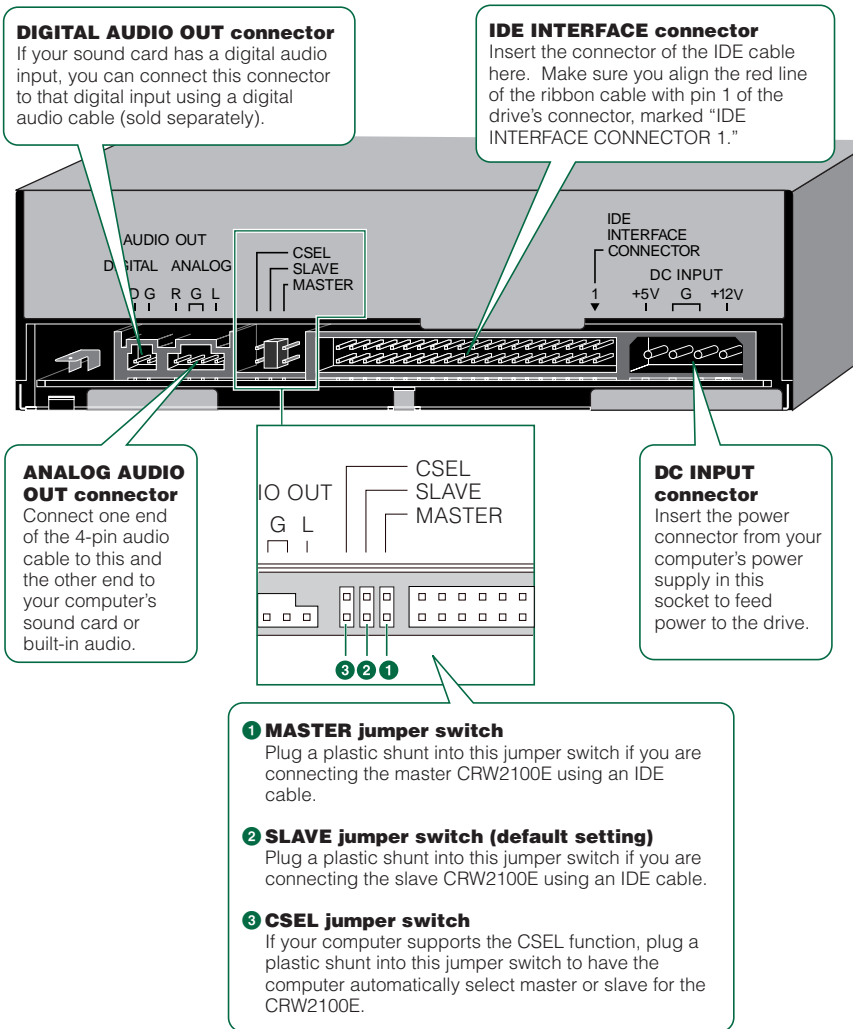 DIGITAL AUDIO OUT connector
If your sound card has a digital audio
input, you can connect this connector
to that digital input using a digital
audio cable (sold separately).
IDE INTERFACE connector
Insert the connector of the IDE cable
here. Make sure you align the red line
of the ribbon cable with pin 1 of the
drive's connector, marked “IDE
INTERFACE CONNECTOR 1.”
AUDIO OUT
DIGITAL ANALOG
D G R G L
CSEL
SLAVE
MASTER
IDE
INTERFACE
CONNECTOR
1
DC INPUT
+5V G +12V
ANALOG AUDIO
OUT connector
Connect one end
of the 4-pin audio
cable to this and
the other end to
your computer's
sound card or
built-in audio.
IO OUT
G L
CSEL
SLAVE
MASTER
3 2 1
DC INPUT
connector
Insert the power
connector from your
computer's power
supply in this
socket to feed
power to the drive.
1 MASTER jumper switch
Plug a plastic shunt into this jumper switch if you are
connecting the master CRW2100E using an IDE
cable.
2 SLAVE jumper switch (default setting)
Plug a plastic shunt into this jumper switch if you are
connecting the slave CRW2100E using an IDE cable.
3 CSEL jumper switch
If your computer supports the CSEL function, plug a
plastic shunt into this jumper switch to have the
computer automatically select master or slave for the
CRW2100E.